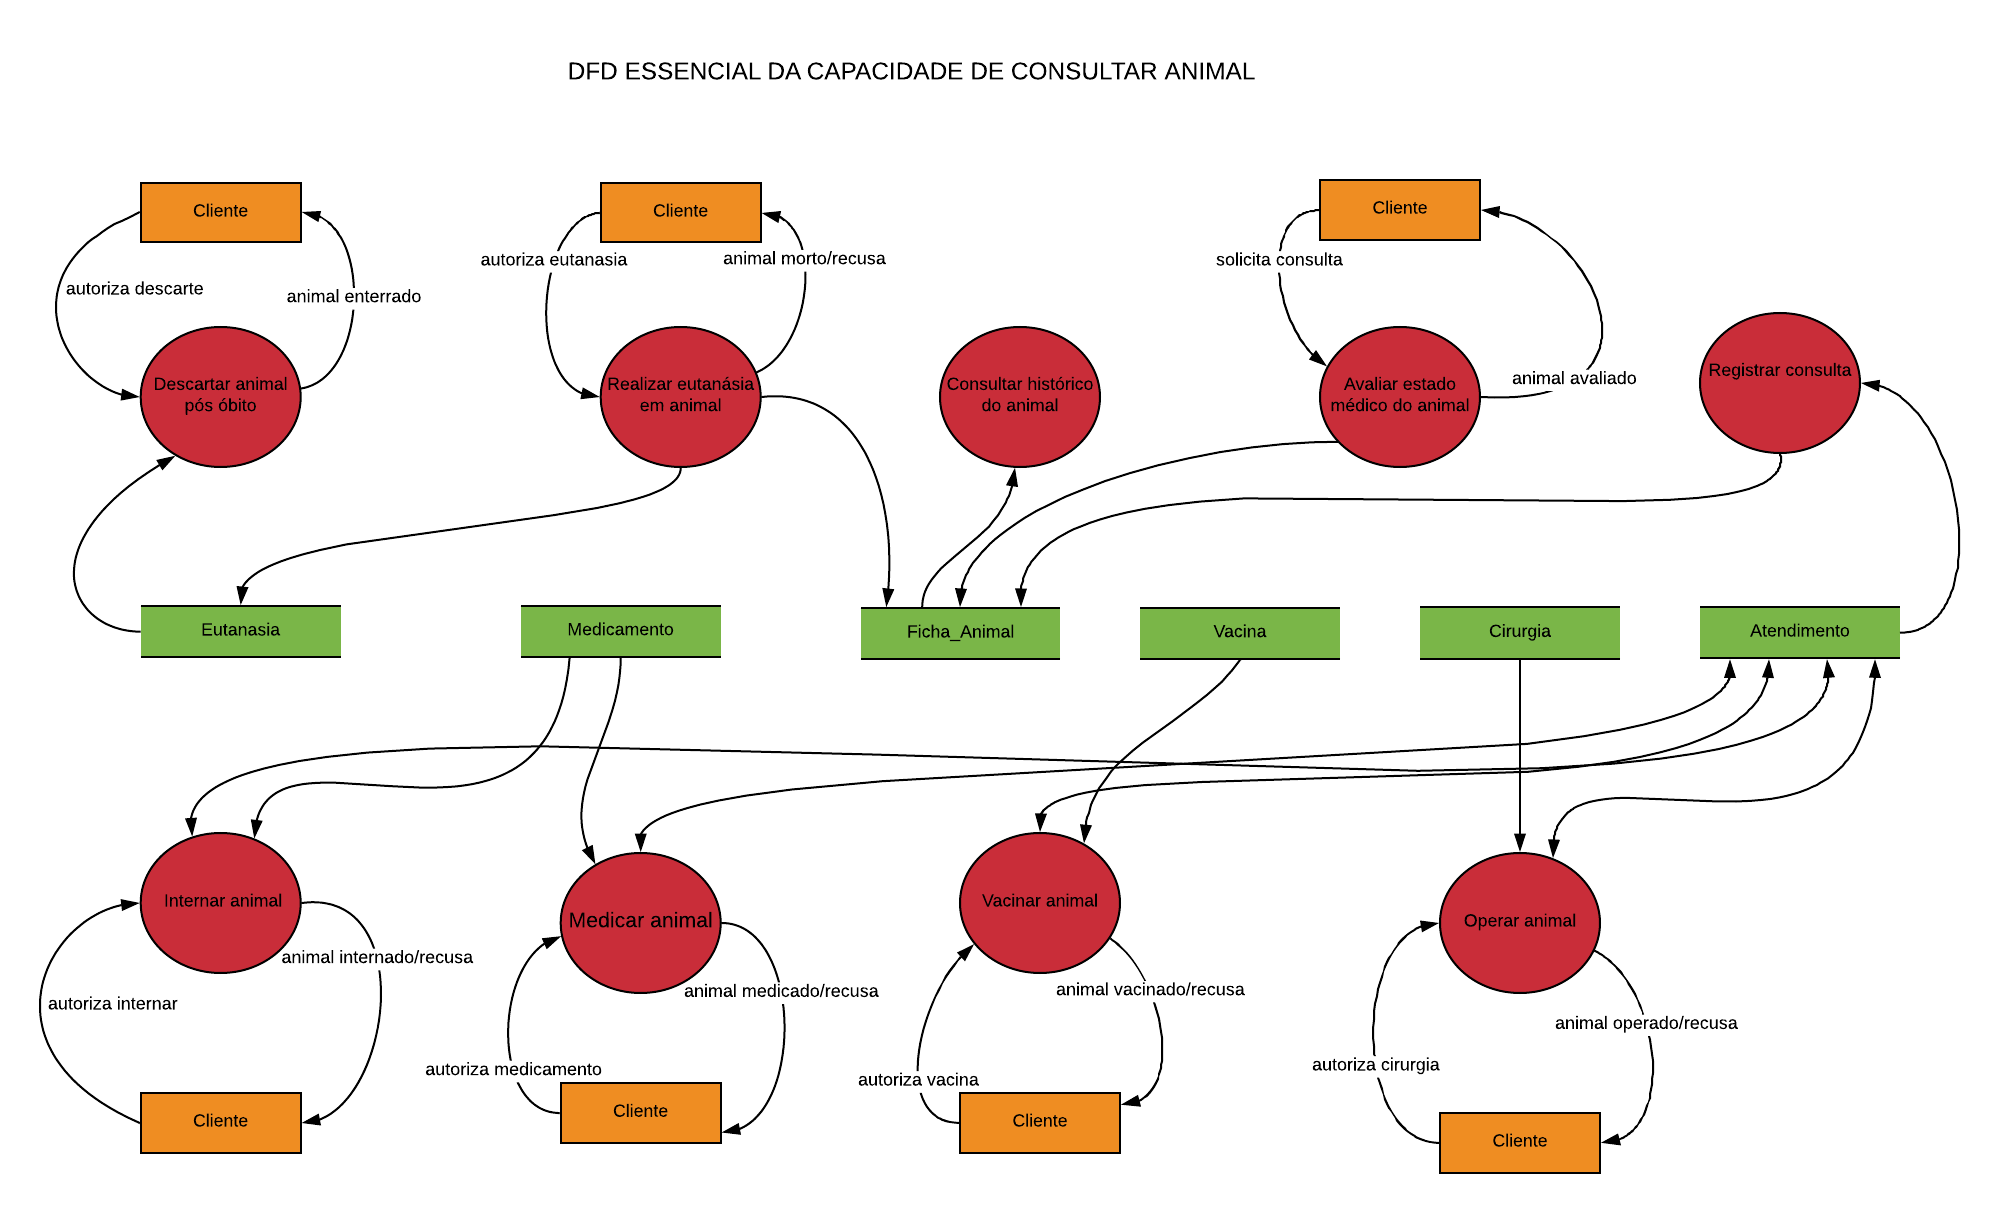 DFD ESSENCIAL DA CAPACIDADE DE CONSULTAR ANIMAL
Cliente
Cliente
Cliente
autoriza descarte
animal enterrado
autoriza eutanasia
animal morto/recusa
solicita consulta
animal avaliado
Descartar animal
pós óbito
Realizar eutanásia
em animal
Consultar histórico
do animal
Avaliar estado
médico do animal
Registrar consulta
Eutanasia
Medicamento
Ficha_Animal
Vacina
Cirurgia
Atendimento
Internar animal
Medicar animal
Vacinar animal
Operar animal
animal internado/recusa
autoriza internar
animal medicado/recusa
autoriza medicamento
animal vacinado/recusa
autoriza vacina
animal operado/recusa
autoriza cirurgia
Cliente
Cliente
Cliente
Cliente